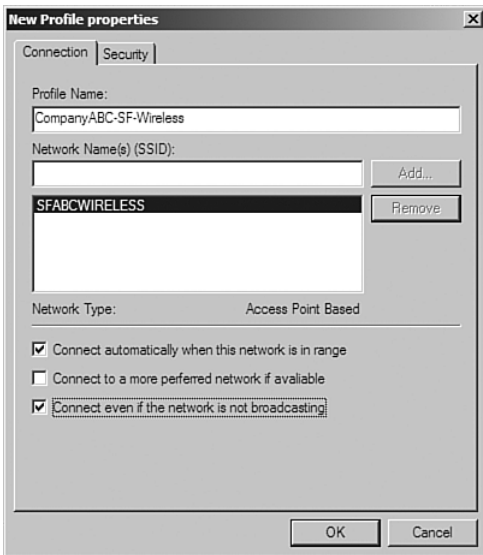 New Profile properties
Connection
Security
Profile Name:
CompanyABC-SF-Wireless
Network Name(s) (SSID):
Add...
SFABCWIRELESS
Remove
Network Type: Access Point Based
Connect automatically when this network is in range
Connect to a more perferred network if avaliable
Connect even if the network is not broadcasting
OK
Cancel